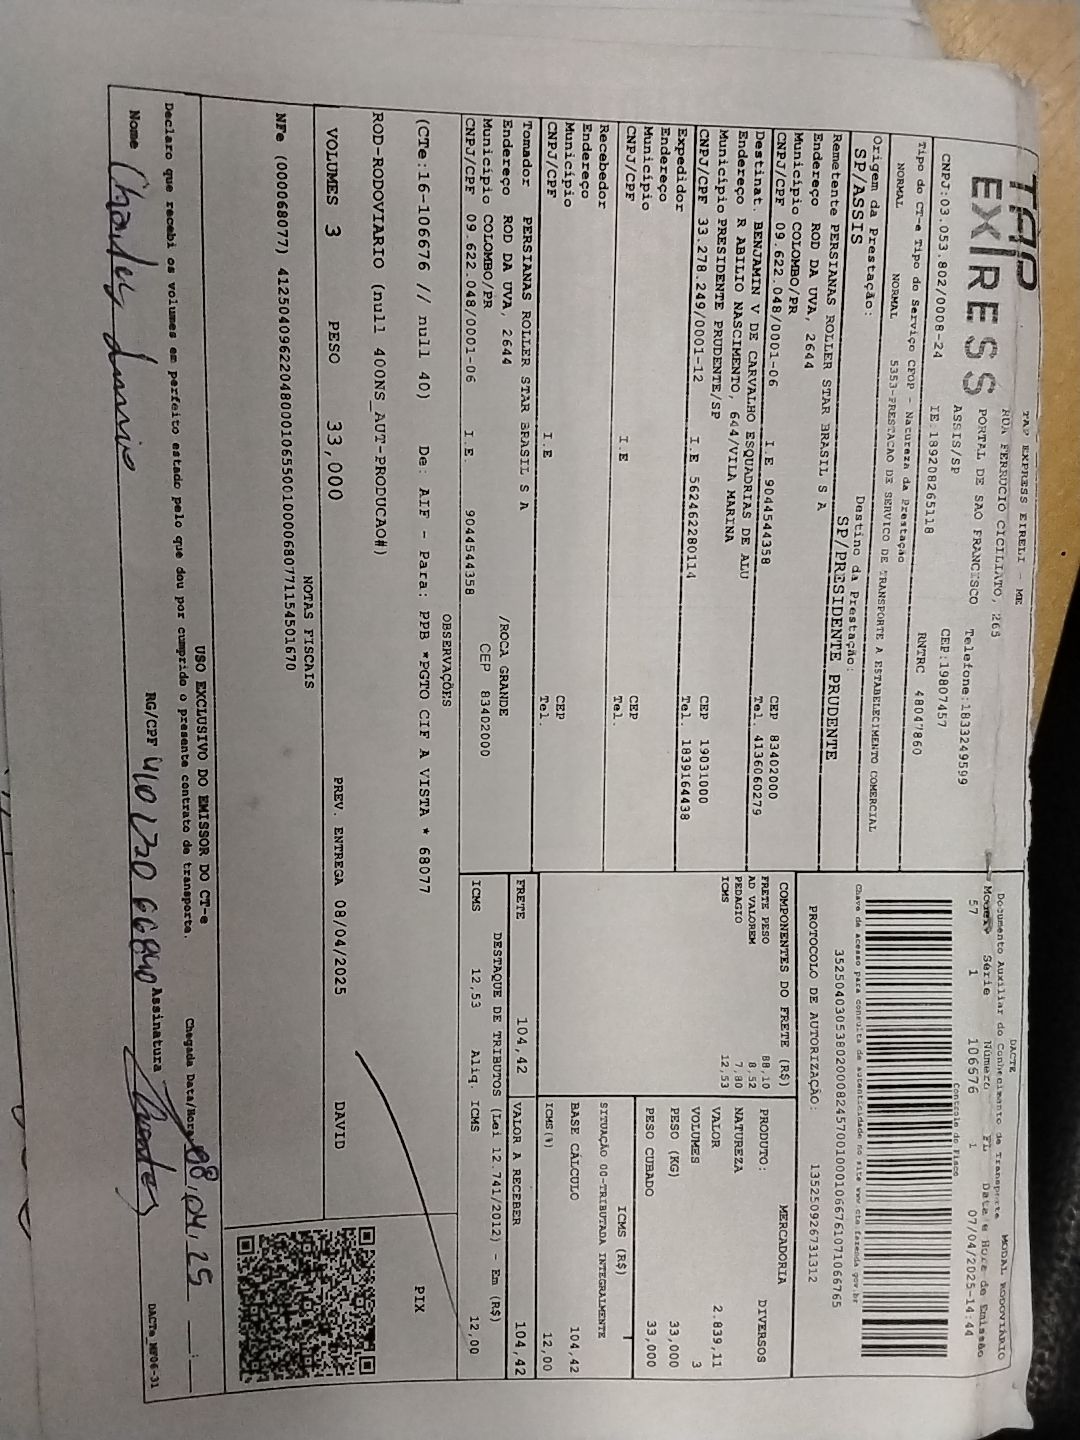 TAP EXPRESS
TAP EXPRESS EIRELI - ME
RUA FERRUCIO CICILIATO, 265
PORTAL DE SAO FRANCISCO Telefone:1833249599
ASSIS/SP CEP:19807457
CNPJ:03.053.802/0008-24 IE 189208265118 RNTRC 48047860
Tipo do CT-e Tipo do Serviço CFOP - Natureza da Prestação
NORMAL NORMAL 5353-PRESTACAO DE SERVICO DE TRANSPORTE A ESTABELECIMENTO COMERCIAL
Origem da Prestação: Destino da Prestação:
SP/ASSIS SP/PRESIDENTE PRUDENTE
DACTE
Documento Auxiliar do Conhecimento de Transporte MODAL RODOVIÁRIO
Modelo Série Número FL Data e Hora de Emissão
57 1 106676 1 07/04/2025-14:44
Controle do Fisco
Chave de acesso para consulta de autenticidade no site www.cte.fazenda.gov.br
35250403053802000824570010001066761071066765
PROTOCOLO DE AUTORIZAÇÃO: 135250926731312
Remetente PERSIANAS ROLLER STAR BRASIL S A
Endereço ROD DA UVA, 2644
Município COLOMBO/PR CEP 83402000
CNPJ/CPF 09.622.048/0001-06 I.E 9044544358 Tel. 4136060279
Destinat. BENJAMIN V DE CARVALHO ESQUADRIAS DE ALU
Endereço R ABILIO NASCIMENTO, 644/VILA MARINA
Município PRESIDENTE PRUDENTE/SP CEP 19031000
CNPJ/CPF 33.278.249/0001-12 I.E 562462280114 Tel. 1839164438
Expedidor
Endereço
Município CEP
CNPJ/CPF I.E Tel.
Recebedor
Endereço
Município CEP
CNPJ/CPF I.E Tel.
Tomador PERSIANAS ROLLER STAR BRASIL S A
Endereço ROD DA UVA, 2644 /ROCA GRANDE
Município COLOMBO/PR CEP 83402000
CNPJ/CPF 09.622.048/0001-06 I.E. 9044544358
COMPONENTES DO FRETE (R$)
FRETE PESO 88,10
AD VALOREM 8,52
PEDAGIO 7,80
ICMS 12,53
MERCADORIA
PRODUTO: DIVERSOS
NATUREZA
VALOR 2.839,11
VOLUMES 3
PESO (KG) 33,000
PESO CUBADO 33,000
ICMS (R$)
SITUAÇÃO 00-TRIBUTADA INTEGRALMENTE
BASE CÁLCULO 104,42
ICMS(%) 12,00
FRETE 104,42 VALOR A RECEBER 104,42
DESTAQUE DE TRIBUTOS (Lei 12.741/2012) - Em (R$)
ICMS 12,53 Aliq. ICMS 12,00
OBSERVAÇÕES
(CTe:16-106676 // null 40) De: AIF - Para: PPB *PGTO CIF A VISTA * 68077
ROD-RODOVIARIO (null 400NS_AUT-PRODUCAO#)
PIX
VOLUMES 3 PESO 33,000 PREV. ENTREGA 08/04/2025 DAVID
NOTAS FISCAIS
NFe (000068077) 41250409622048000106550010000680771154501670
USO EXCLUSIVO DO EMISSOR DO CT-e
Declaro que recebi os volumes em perfeito estado pelo que dou por cumprido o presente contrato de transporte. Chegada Data/Hora 08.04.25 __:__
Nome RG/CPF Assinatura
DACTe_NF06-31